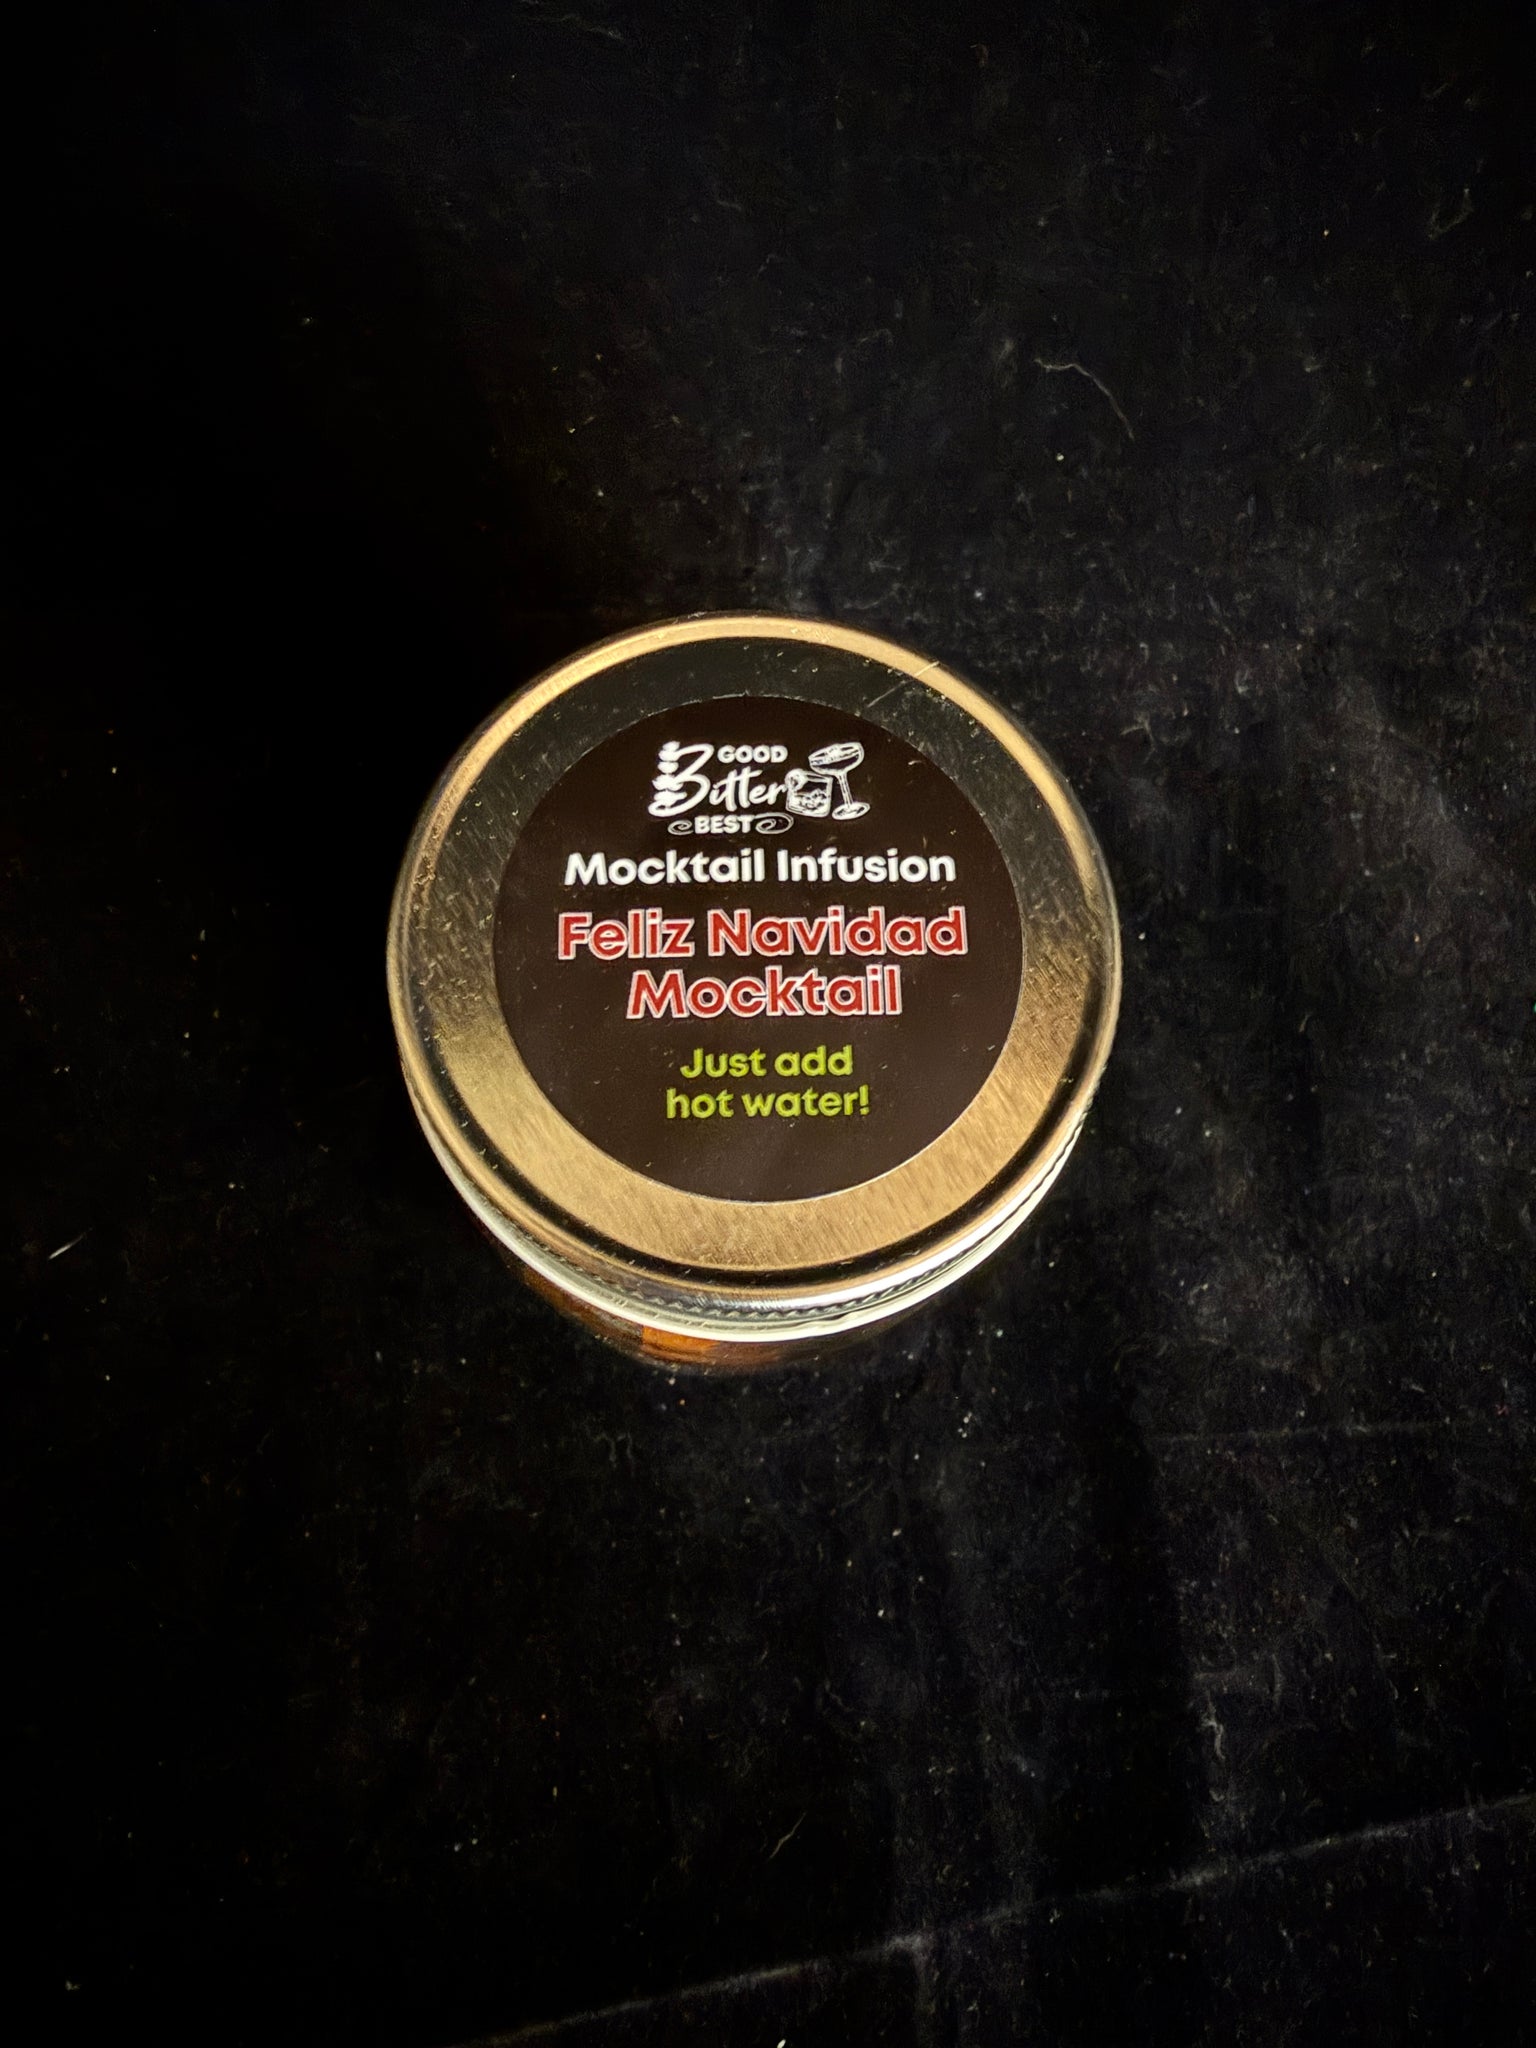 GOOD
Bitter
BEST
Mocktail Infusion
Feliz Navidad
Mocktail
Just add
hot water!